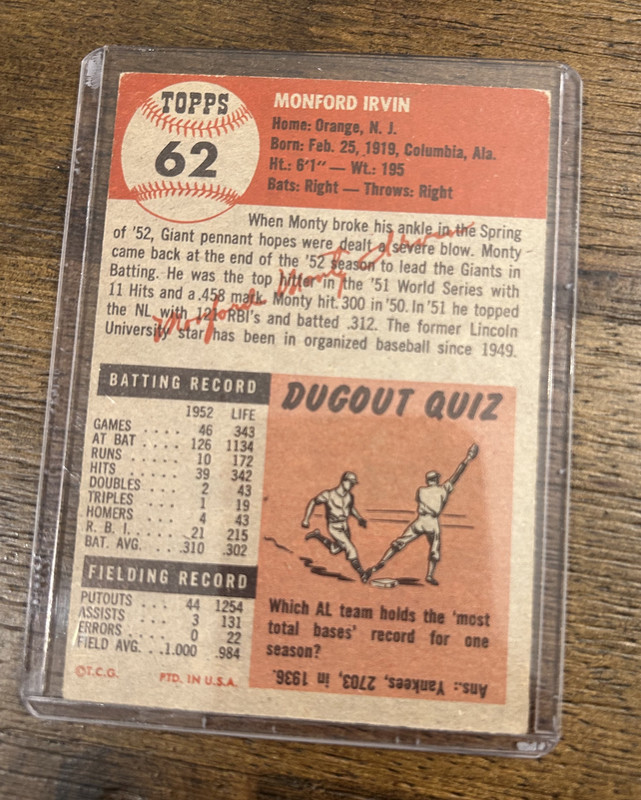 TOPPS
62
MONFORD IRVIN
Home: Orange, N. J.
Born: Feb. 25, 1919, Columbia, Ala.
Ht.: 6'1" — Wt.: 195
Bats: Right — Throws: Right
When Monty broke his ankle in the Spring
of '52, Giant pennant hopes were dealt a severe blow. Monty
came back at the end of the '52 season to lead the Giants in
Batting. He was the top hitter in the '51 World Series with
11 Hits and a .458 mark. Monty hit .300 in '50. In '51 he topped
the NL with 121 RBI's and batted .312. The former Lincoln
University star has been in organized baseball since 1949.
Monford Monty Irvin
BATTING RECORD
1952 LIFE
GAMES .... 46 343
AT BAT .... 126 1134
RUNS .... 10 172
HITS .... 39 342
DOUBLES .... 2 43
TRIPLES .... 1 19
HOMERS .... 4 43
R. B. I. .... 21 215
BAT. AVG. ... .310 .302
FIELDING RECORD
PUTOUTS ... 44 1254
ASSISTS ... 3 131
ERRORS ... 0 22
FIELD AVG. .. 1.000 .984
©T.C.G. PTD. IN U.S.A.
DUGOUT QUIZ
Which AL team holds the 'most
total bases' record for one
season?
Ans.: Yankees, 2703, in 1936.